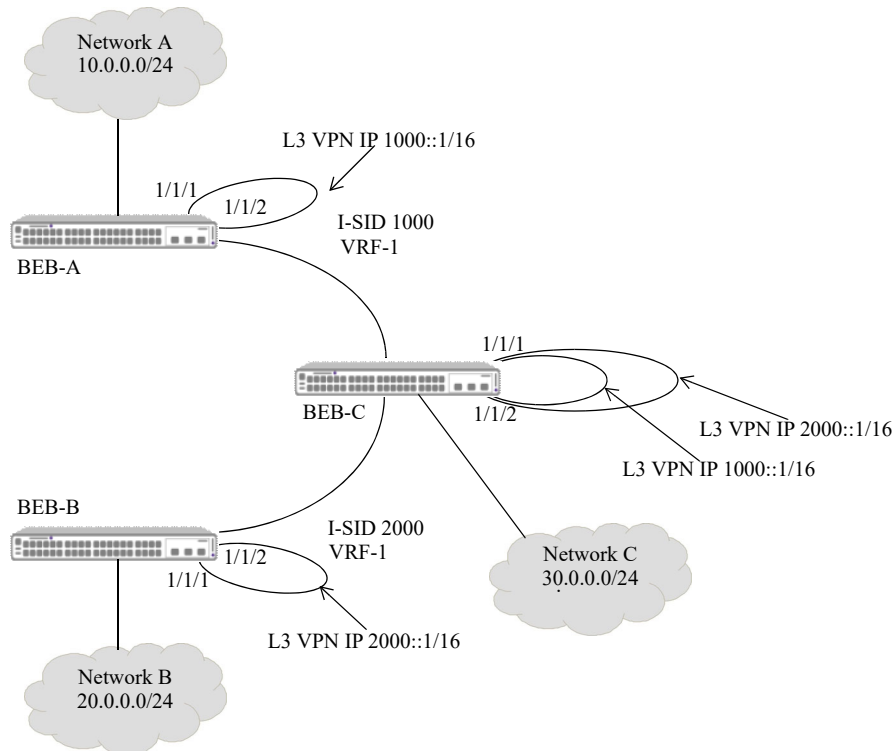 Network A
10.0.0.0/24
L3 VPN IP 1000::1/16
1/1/1
1/1/2
I-SID 1000
VRF-1
BEB-A
1/1/1
BEB-C
1/1/2
L3 VPN IP 2000::1/16
L3 VPN IP 1000::1/16
BEB-B
I-SID 2000
VRF-1
1/1/2
1/1/1
Network C
30.0.0.0/24
L3 VPN IP 2000::1/16
Network B
20.0.0.0/24